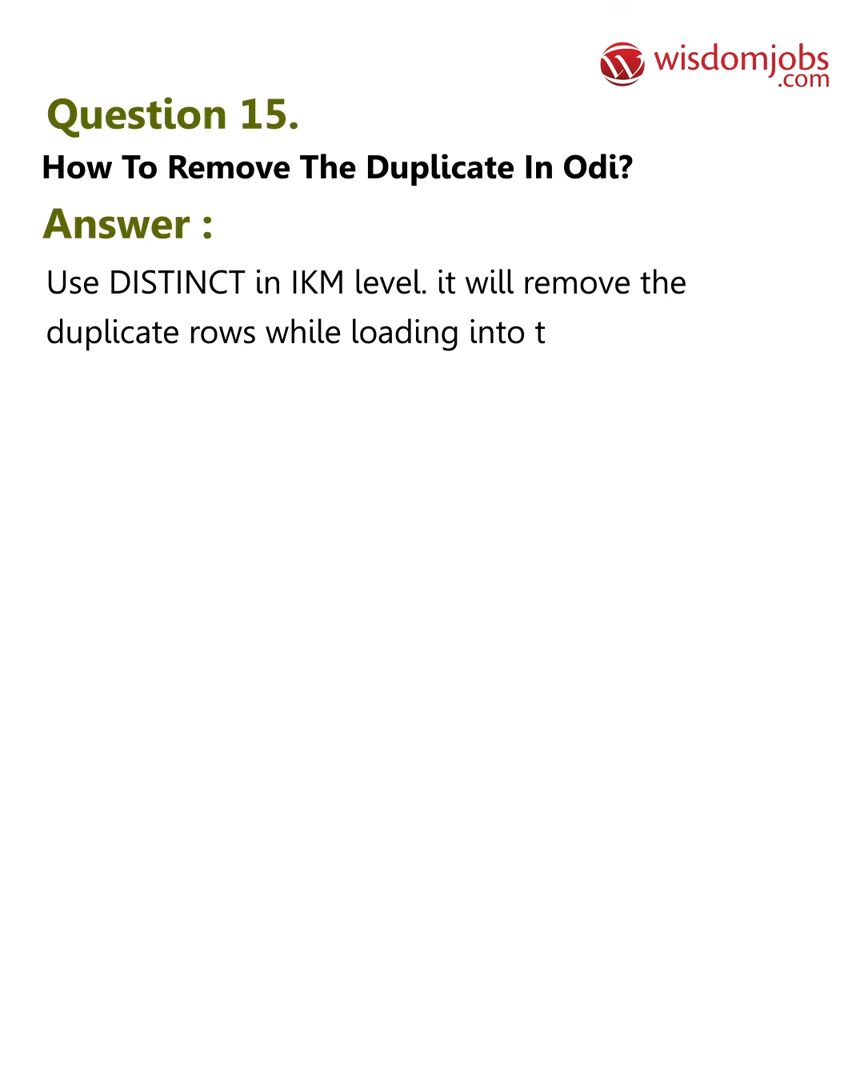 wisdomjobs
.com
Question 15.
How To Remove The Duplicate In Odi?
Answer :
Use DISTINCT in IKM level. it will remove the
duplicate rows while loading into t